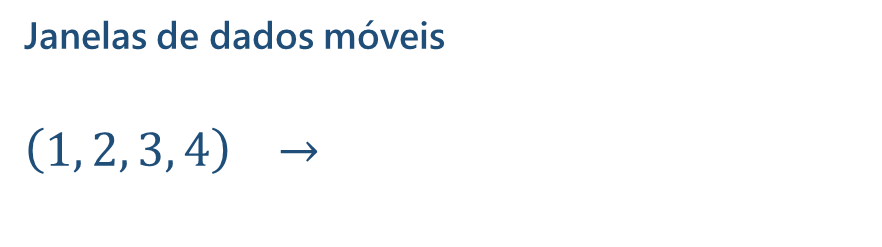 Janelas de dados móveis
(1, 2, 3, 4) →